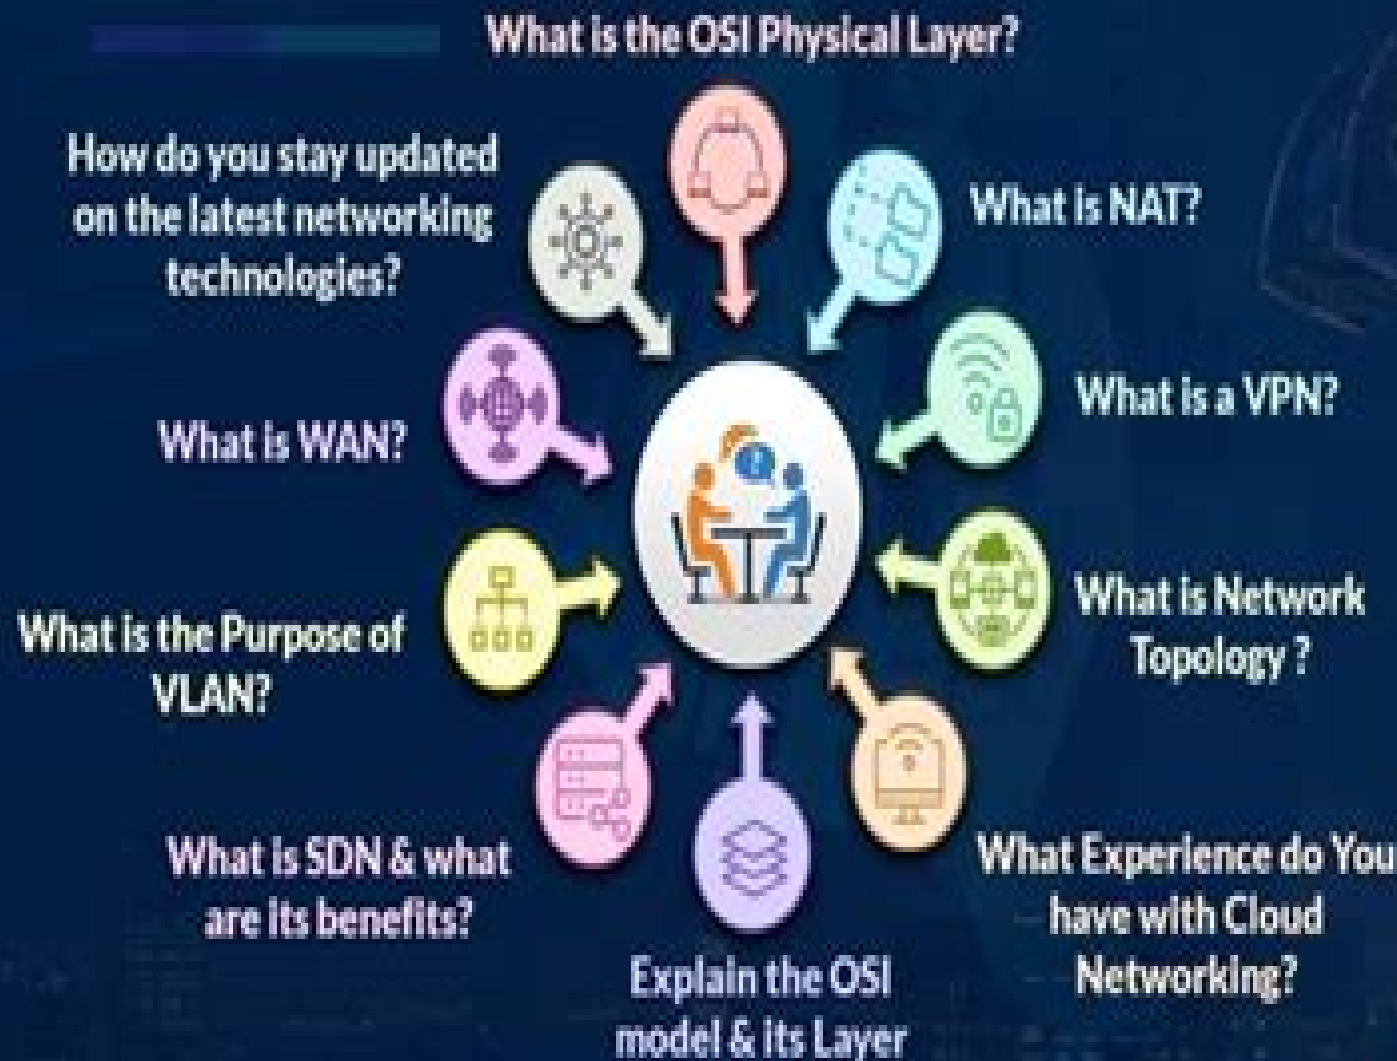 What is the OSI Physical Layer?
How do you stay updated
on the latest networking
technologies?
What is NAT?
What is a VPN?
What is WAN?
What is Network
Topology ?
What is the Purpose of
VLAN?
What is SDN & what
are its benefits?
What Experience do You
have with Cloud
Networking?
Explain the OSI
model & its Layer